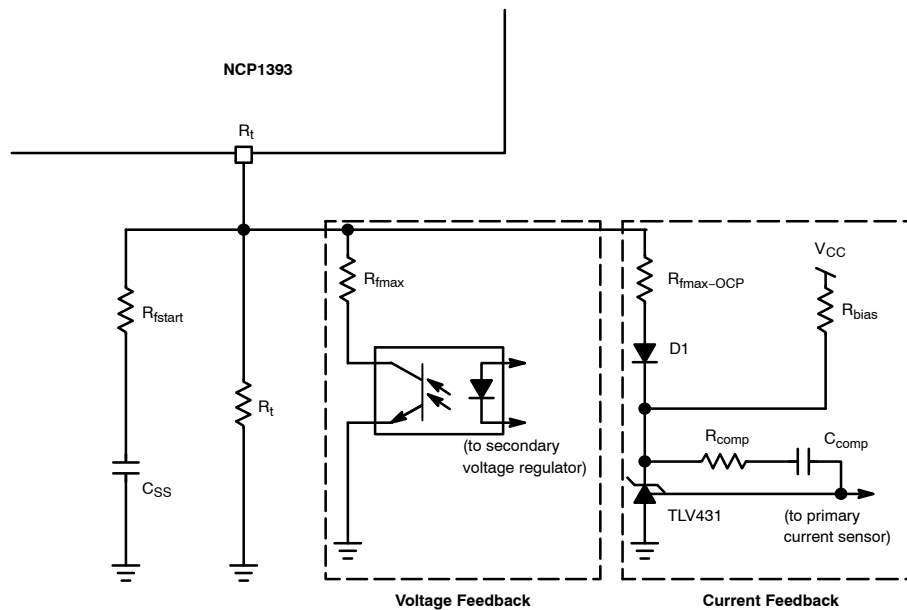 NCP1393
Rt
VCC
Rfstart
Rfmax
Rfmax–OCP
Rbias
D1
Rt
Rcomp
Ccomp
(to secondary
voltage regulator)
CSS
TLV431
(to primary
current sensor)
Voltage Feedback
Current Feedback